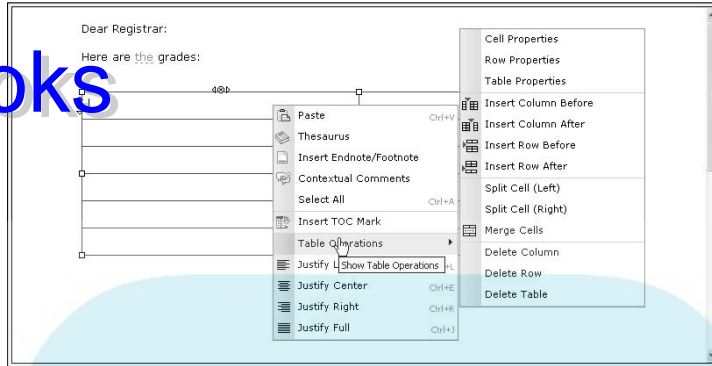 Dear Registrar:
Here are the grades:
oks
Paste Ctrl+V
Thesaurus
Insert Endnote/Footnote
Contextual Comments
Select All Ctrl+A
Insert TOC Mark
Table Operations
Show Table Operations
Justify L +L
Justify Center Ctrl+E
Justify Right Ctrl+R
Justify Full Ctrl+J
Cell Properties
Row Properties
Table Properties
Insert Column Before
Insert Column After
Insert Row Before
Insert Row After
Split Cell (Left)
Split Cell (Right)
Merge Cells
Delete Column
Delete Row
Delete Table